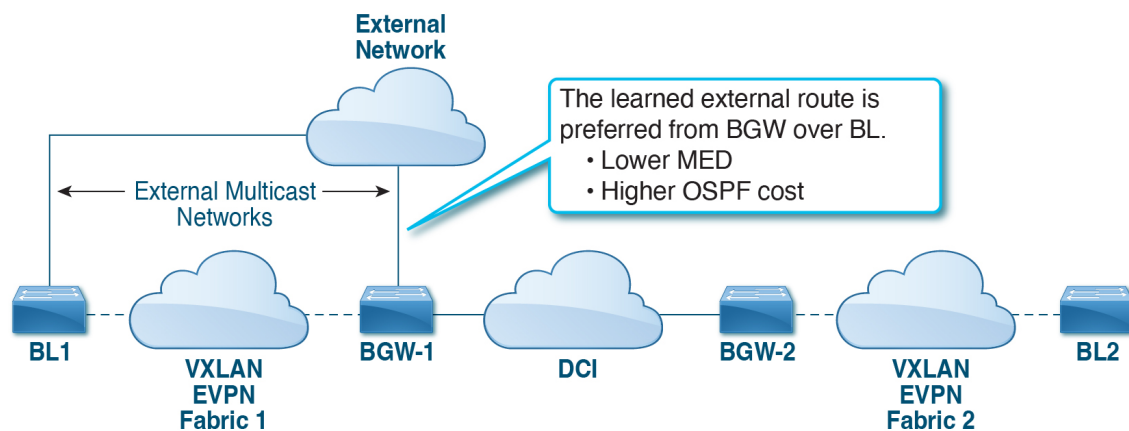 External
Network
The learned external route is
preferred from BGW over BL.
• Lower MED
• Higher OSPF cost
External Multicast
Networks
BL1
VXLAN
EVPN
Fabric 1
BGW-1
DCI
BGW-2
VXLAN
EVPN
Fabric 2
BL2